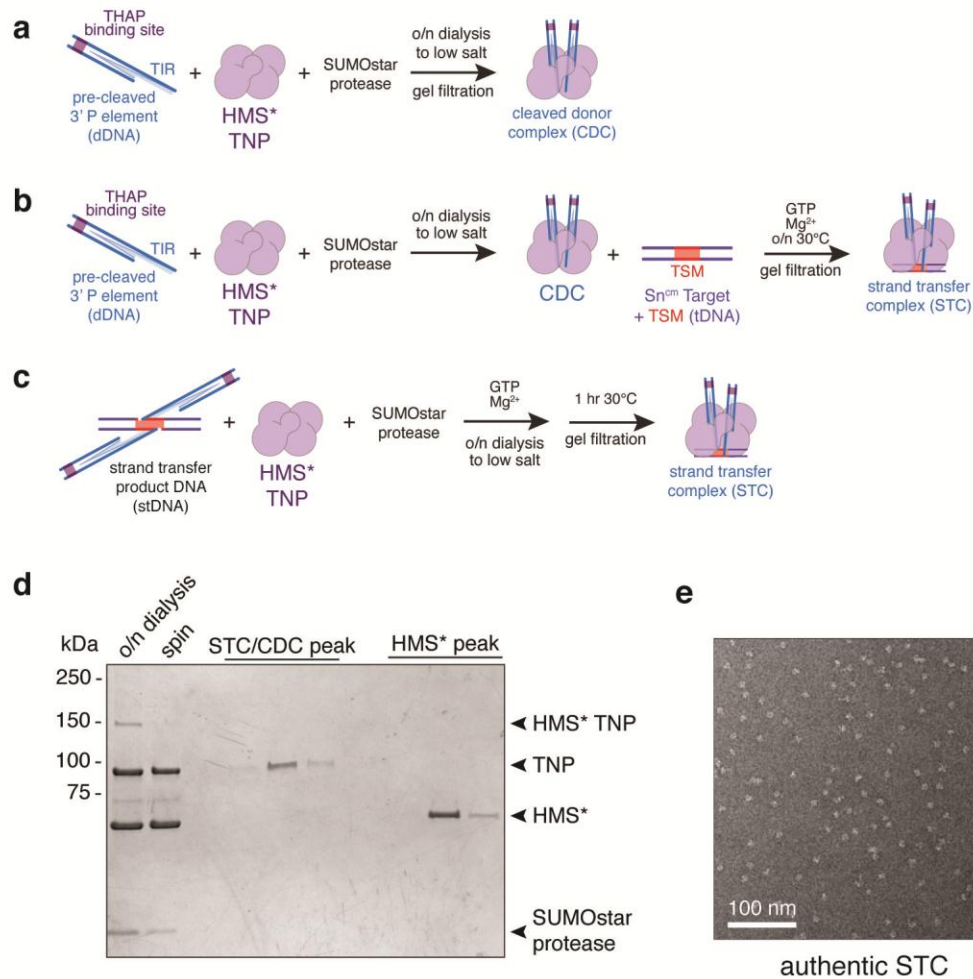 a
THAP
binding site
TIR
pre-cleaved
3' P element
(dDNA)
+
HMS*
TNP
+
SUMOstar
protease
o/n dialysis
to low salt
gel filtration
cleaved donor
complex (CDC)
b
THAP
binding site
TIR
pre-cleaved
3' P element
(dDNA)
+
HMS*
TNP
+
SUMOstar
protease
o/n dialysis
to low salt
CDC
+
TSM
Snᶜᵐ Target
+ TSM (tDNA)
GTP
Mg²⁺
o/n 30°C
gel filtration
strand transfer
complex (STC)
c
strand transfer
product DNA
(stDNA)
+
HMS*
TNP
+
SUMOstar
protease
GTP
Mg²⁺
o/n dialysis
to low salt
1 hr 30°C
gel filtration
strand transfer
complex (STC)
d
kDa
o/n dialysis
spin
STC/CDC peak
HMS* peak
250 -
150 -
100 -
75 -
HMS* TNP
TNP
HMS*
SUMOstar
protease
e
100 nm
authentic STC